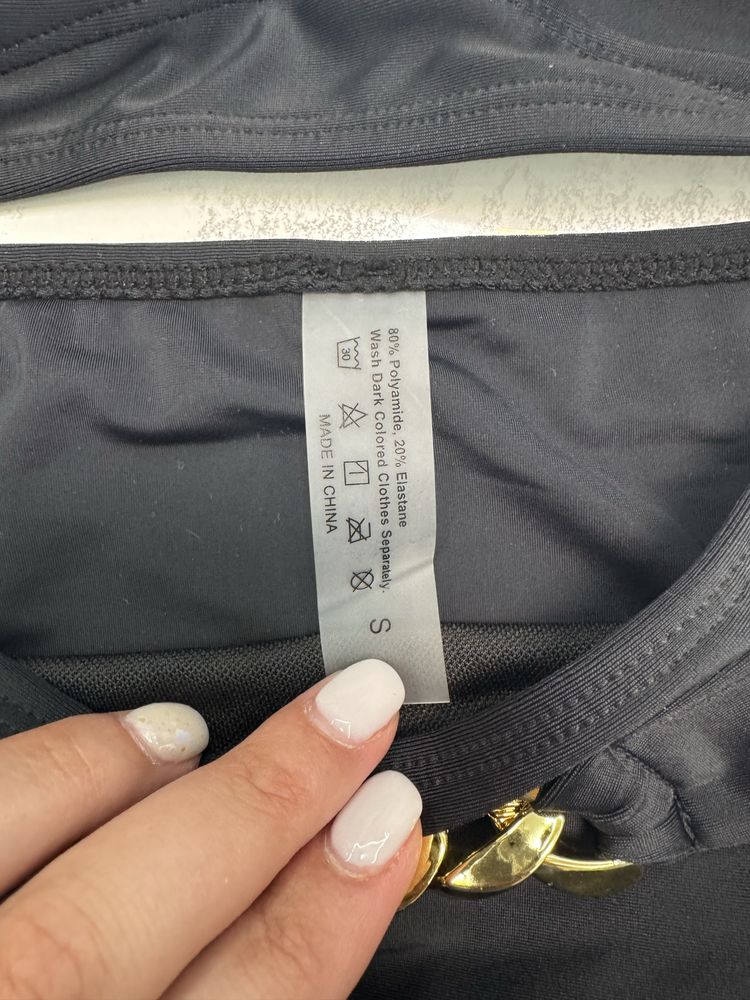 80% Polyamide, 20% Elastane
Wash Dark Colored Clothes Separately.
30
MADE IN CHINA
S